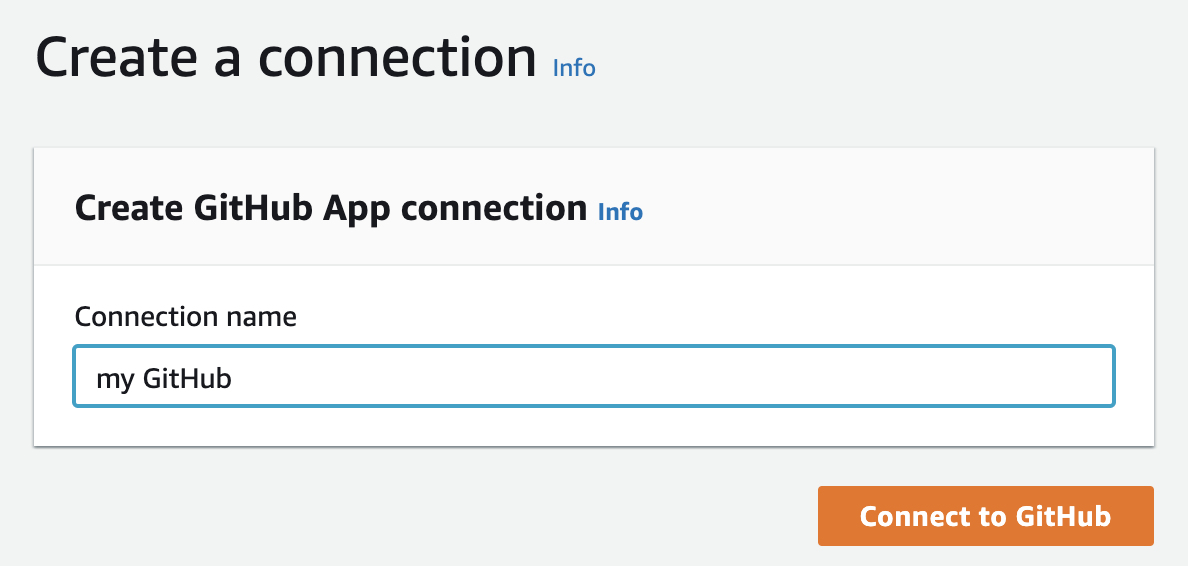 Create a connection Info
Create GitHub App connection Info
Connection name
my GitHub
Connect to GitHub